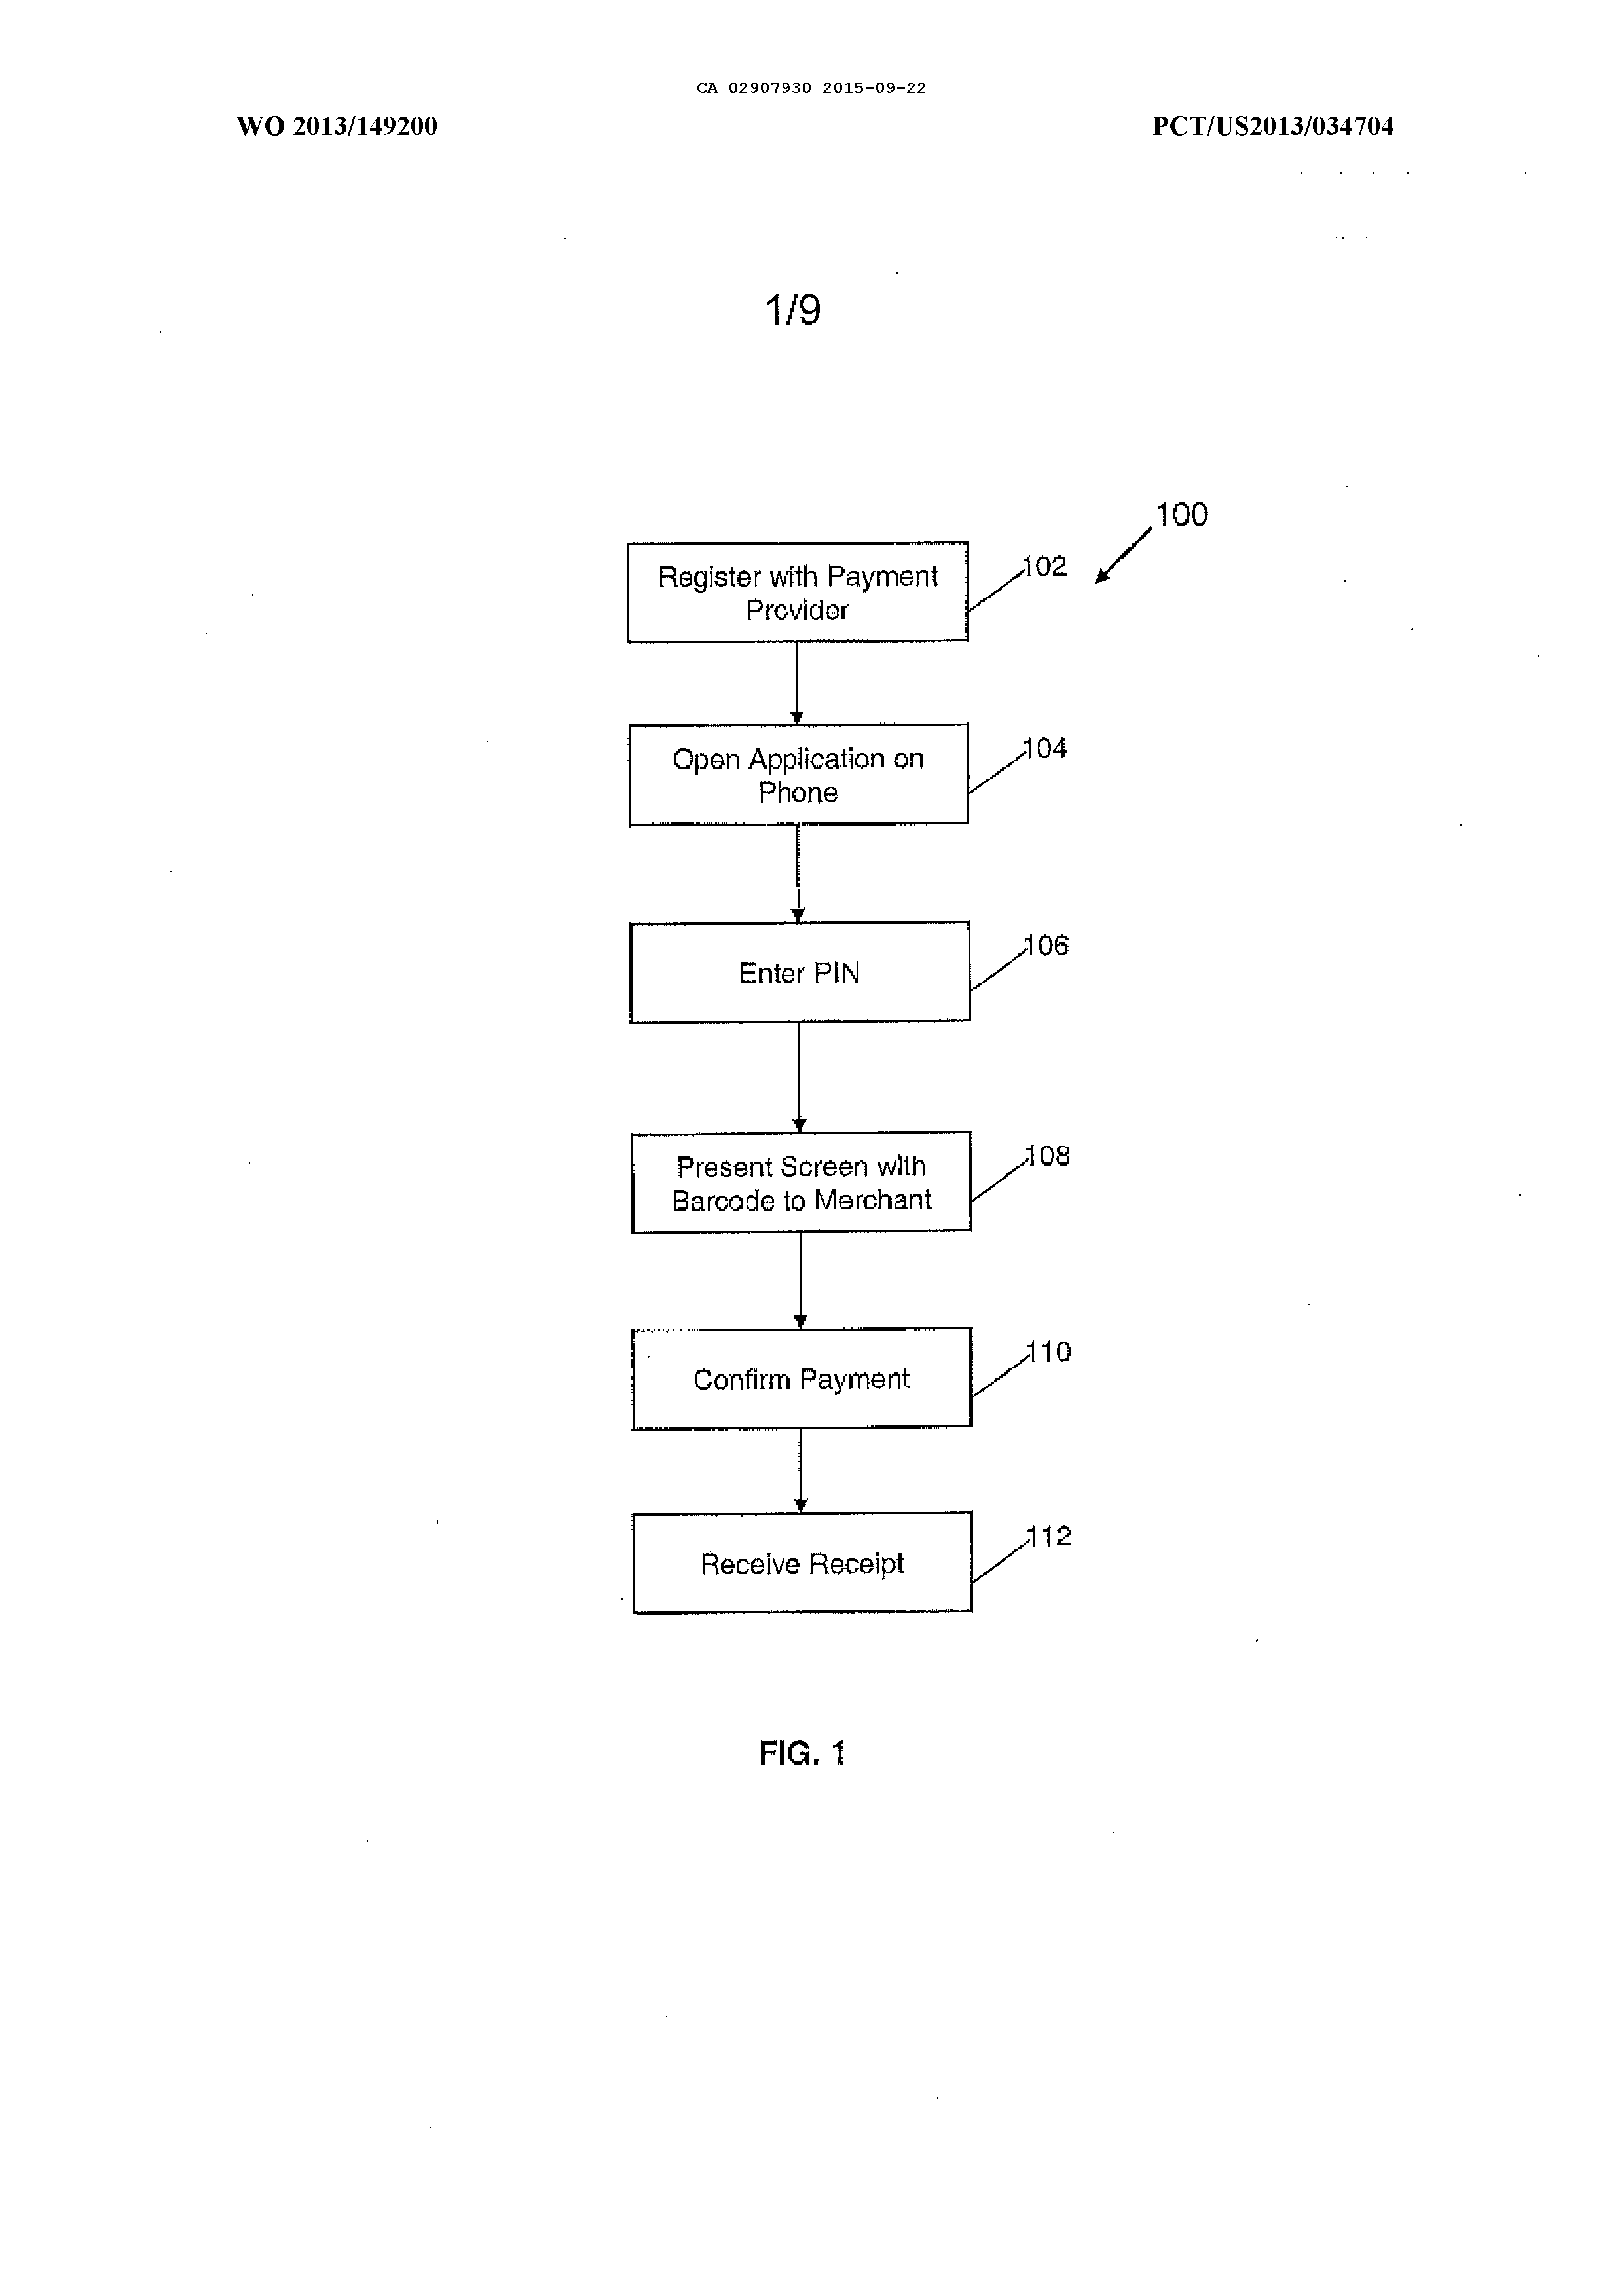 CA 02907930 2015-09-22
WO 2013/149200
PCT/US2013/034704
1/9
100
Register with Payment
Provider
102
Open Application on
Phone
104
Enter PIN
106
Present Screen with
Barcode to Merchant
108
Confirm Payment
110
Receive Receipt
112
FIG. 1